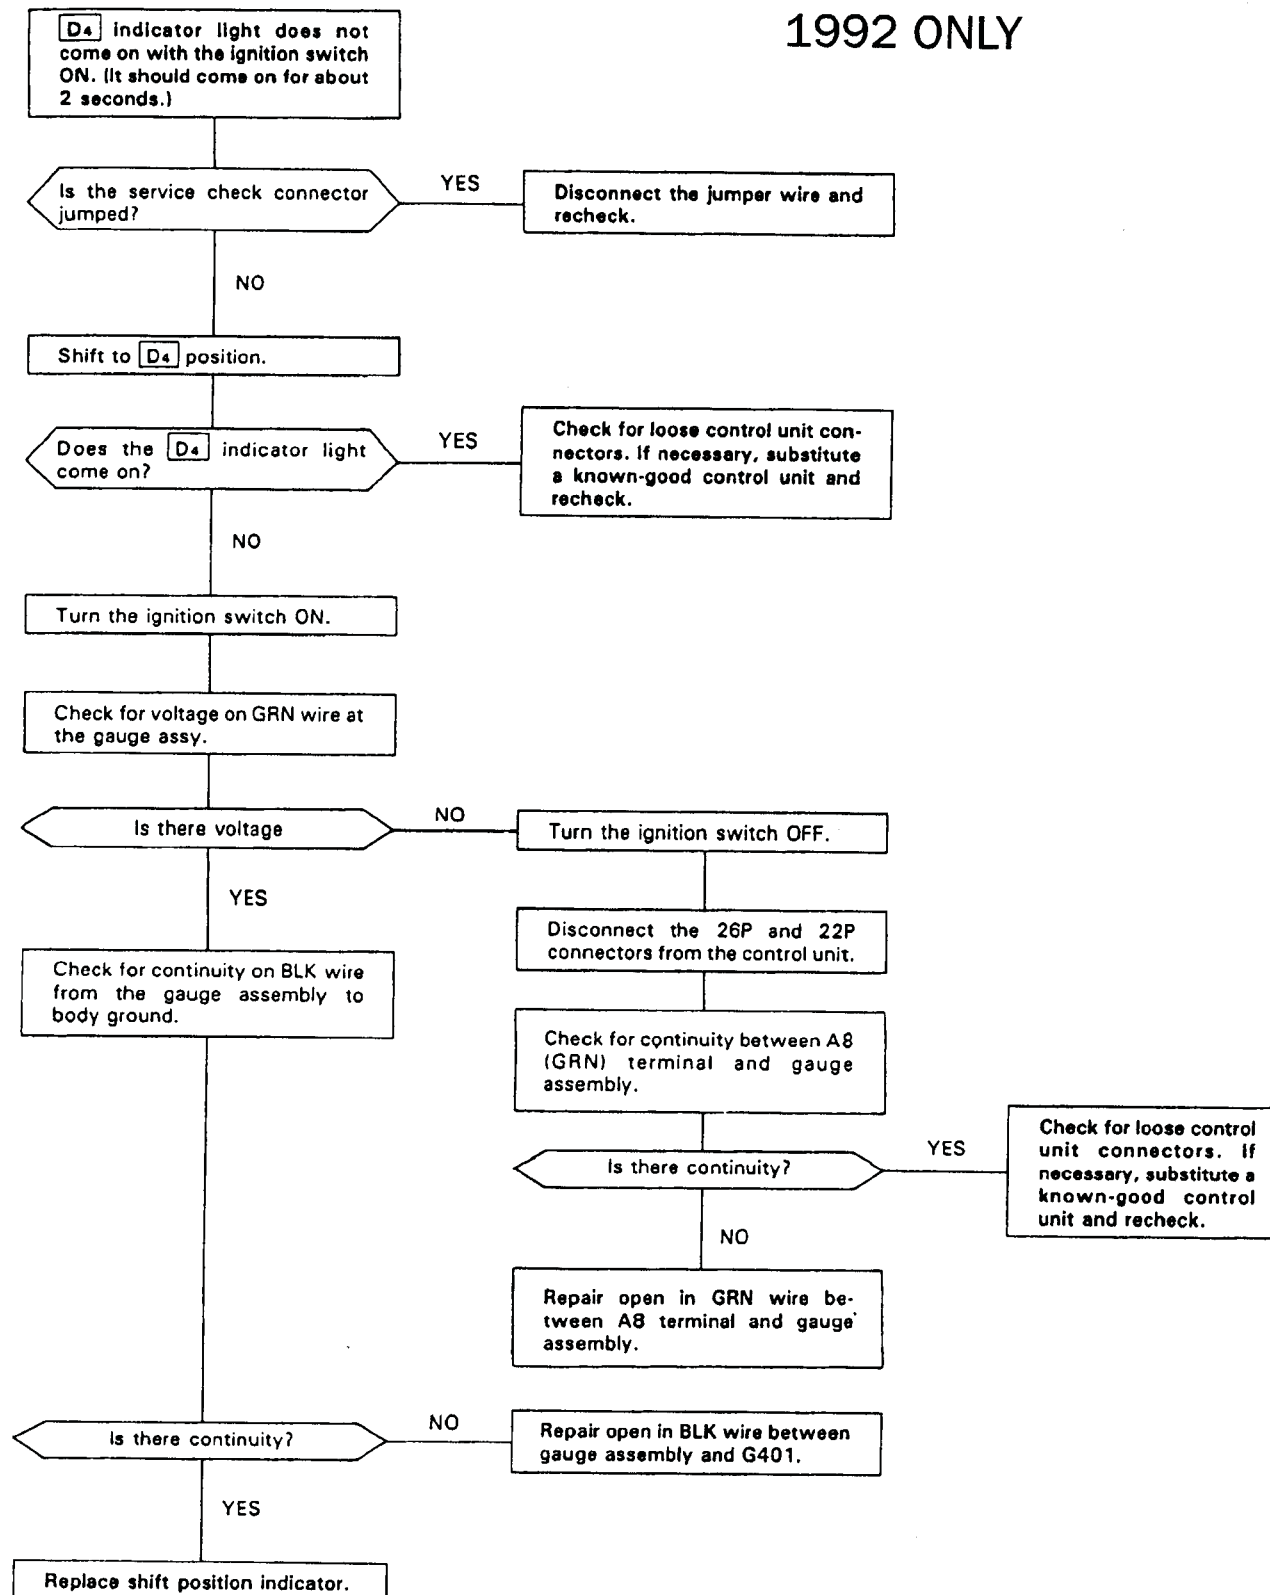 1992 ONLY
D4 indicator light does not
come on with the ignition switch
ON. (It should come on for about
2 seconds.)
Is the service check connector
jumped?
YES
Disconnect the jumper wire and
recheck.
NO
Shift to D4 position.
Does the D4 indicator light
come on?
YES
Check for loose control unit con-
nectors. If necessary, substitute
a known-good control unit and
recheck.
NO
Turn the ignition switch ON.
Check for voltage on GRN wire at
the gauge assy.
Is there voltage
NO
Turn the ignition switch OFF.
YES
Disconnect the 26P and 22P
connectors from the control unit.
Check for continuity on BLK wire
from the gauge assembly to
body ground.
Check for continuity between A8
(GRN) terminal and gauge
assembly.
Is there continuity?
YES
Check for loose control
unit connectors. If
necessary, substitute a
known-good control
unit and recheck.
NO
Repair open in GRN wire be-
tween A8 terminal and gauge
assembly.
Is there continuity?
NO
Repair open in BLK wire between
gauge assembly and G401.
YES
Replace shift position indicator.